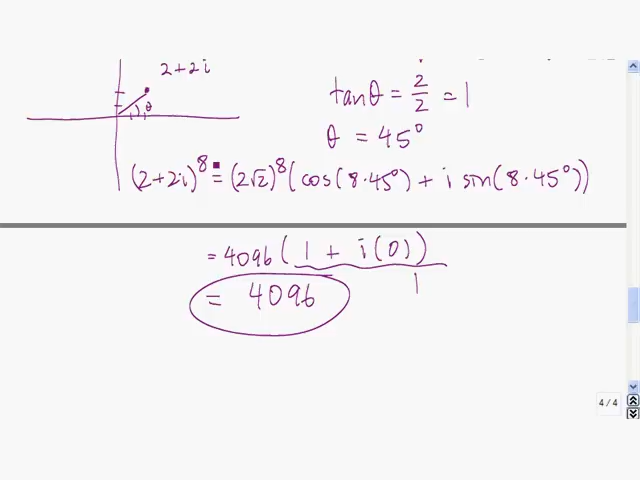 2+2i
tanθ = 2/2 = 1
θ
θ = 45°
(2+2i)^8 = (2√2)^8 (cos(8·45°) + i sin(8·45°))
= 4096 ( 1 + i(0) )
1
= 4096
4/4